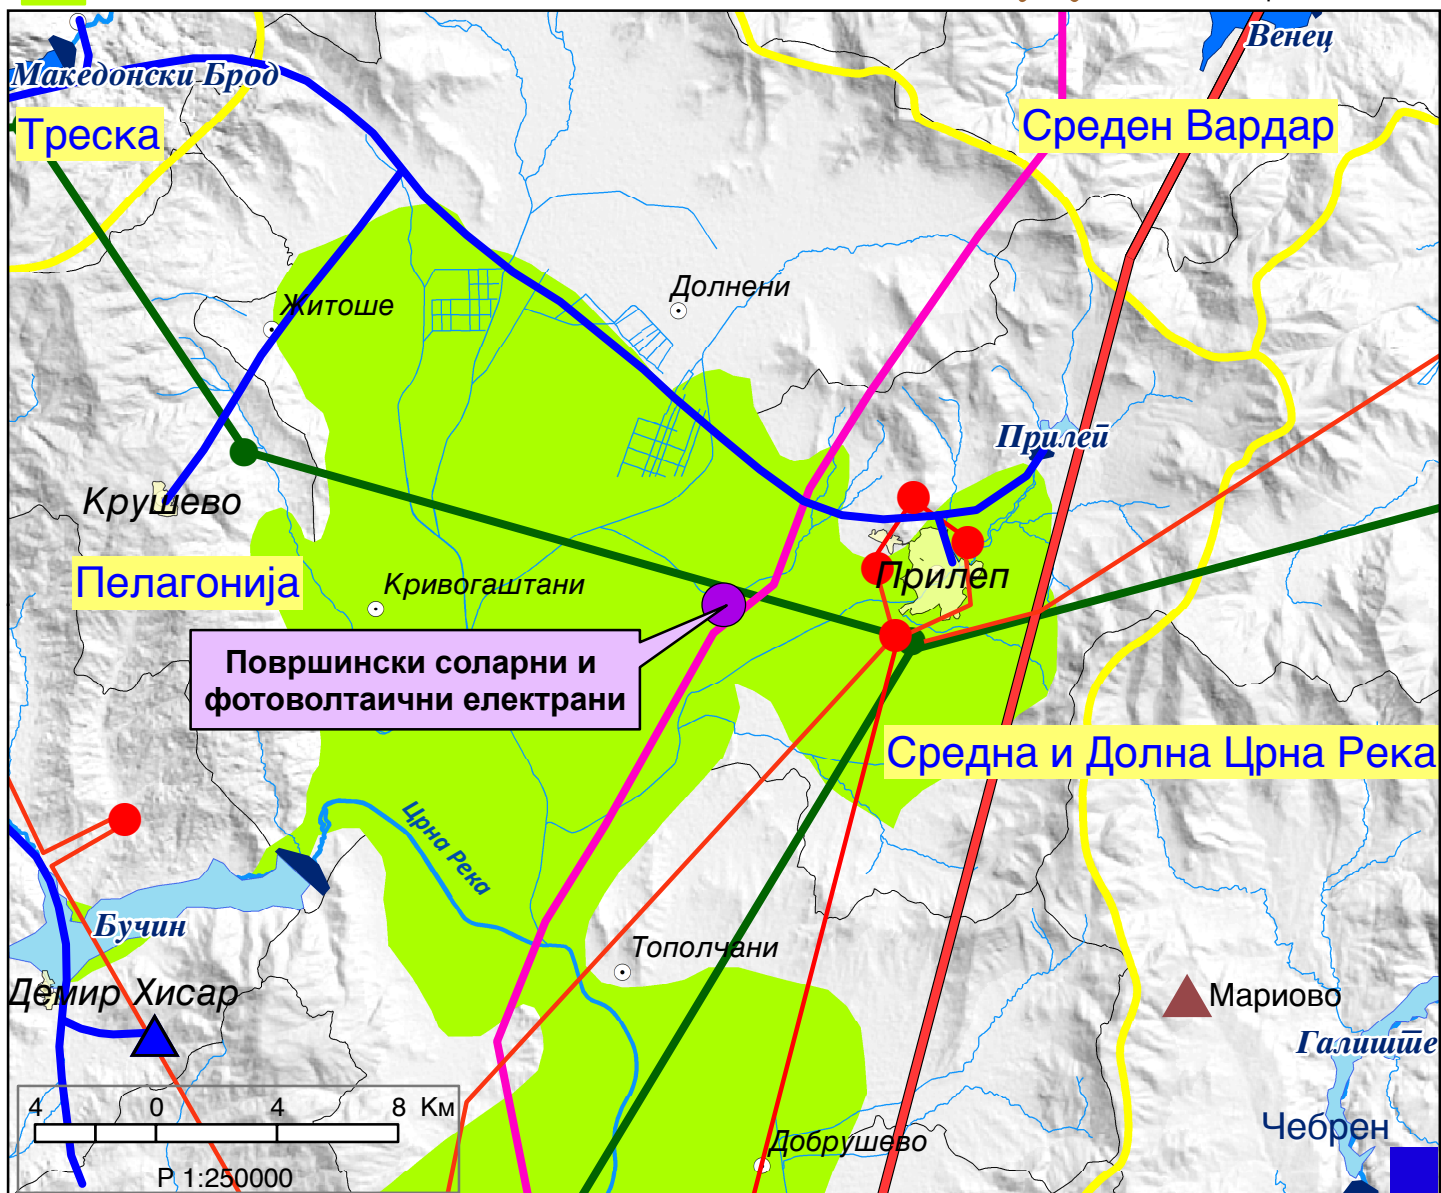 Венец
Македонски Брод
Треска
Среден Вардар
Долнени
Житоше
Прилеп
Крушево
Пелагонија
Кривогаштани
Прилеп
Површински соларни и
фотоволтаични електрани
Средна и Долна Црна Река
Црна Река
Бучин
Тополчани
Демир Хисар
Мариово
Галиште
4 0 4 8 Км
Чебрен
Добрушево
Р 1:250000